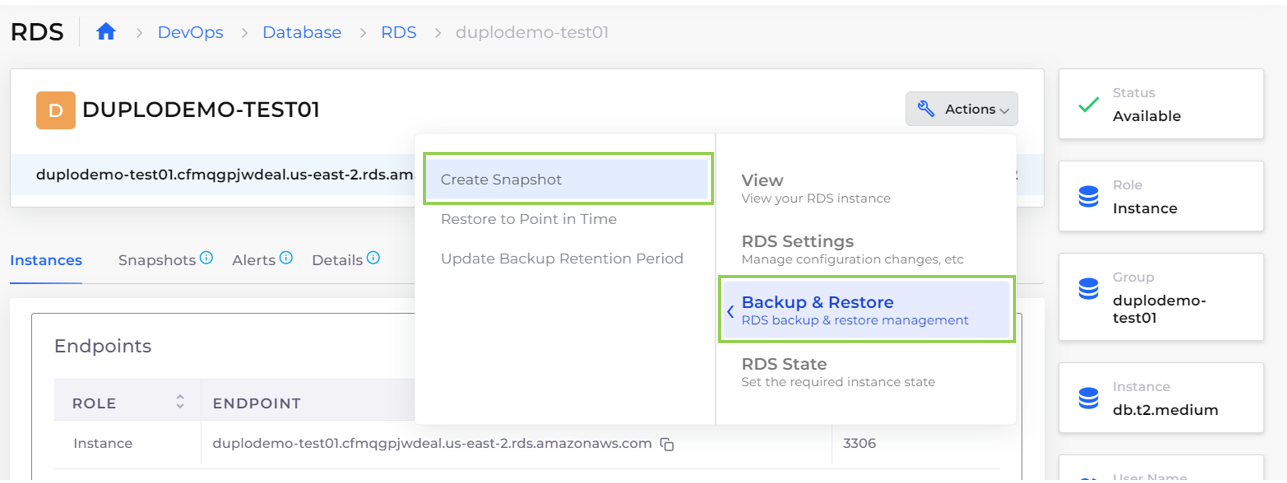 RDS
DevOps
Database
RDS
duplodemo-test01
D
DUPLODEMO-TEST01
Actions
duplodemo-test01.cfmqgpjwdeal.us-east-2.rds.am
Create Snapshot
Restore to Point in Time
Update Backup Retention Period
View
View your RDS instance
RDS Settings
Manage configuration changes, etc
Backup & Restore
RDS backup & restore management
RDS State
Set the required instance state
Instances
Snapshots
Alerts
Details
Endpoints
ROLE
ENDPOINT
Instance
duplodemo-test01.cfmqgpjwdeal.us-east-2.rds.amazonaws.com
3306
Status
Available
Role
Instance
Group
duplodemo-
test01
Instance
db.t2.medium
User Name